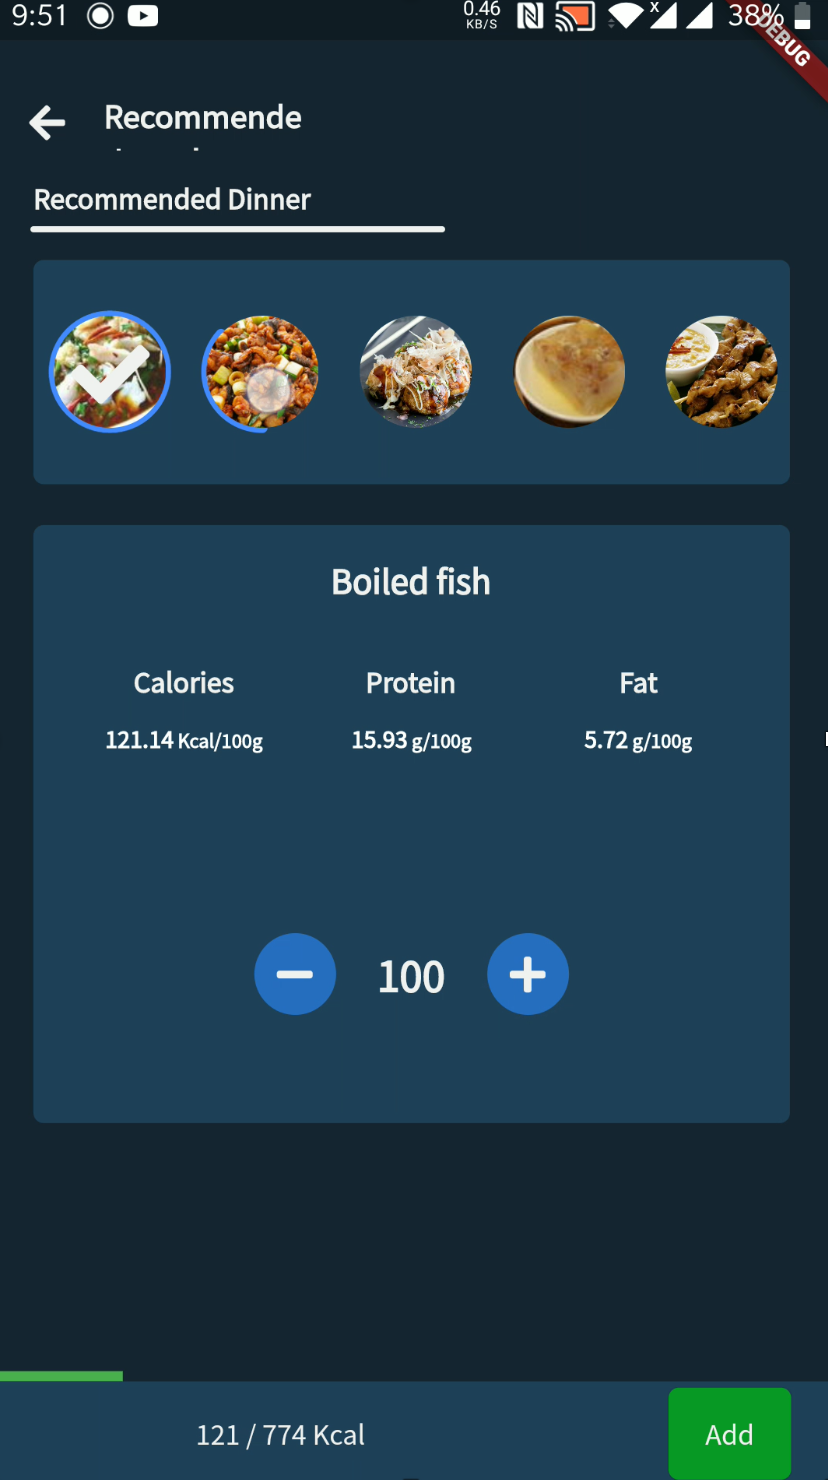 9:51 0.46 KB/S 38%
DEBUG
Recommende
Recommended Dinner
Boiled fish
Calories Protein Fat
121.14 Kcal/100g 15.93 g/100g 5.72 g/100g
100
121 / 774 Kcal
Add